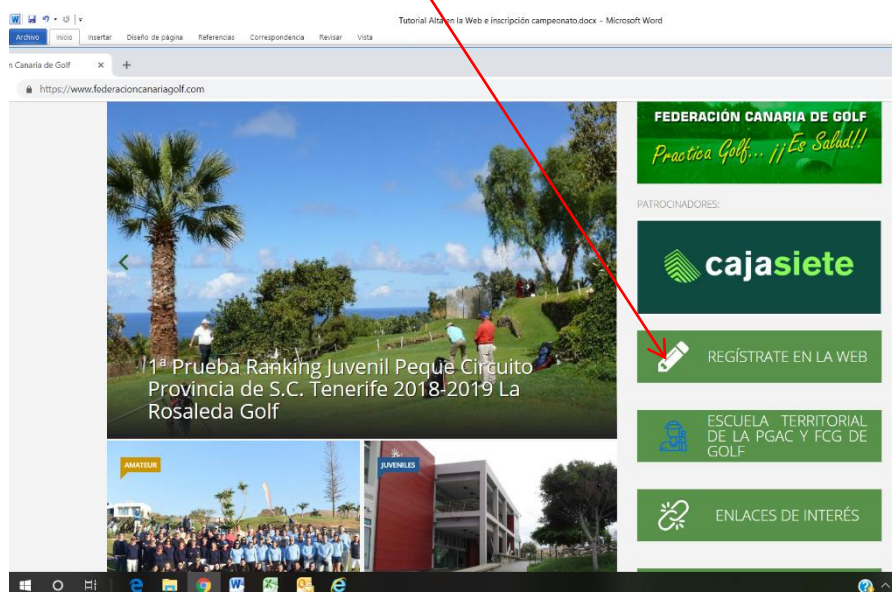 Tutorial Alta en la Web e inscripción campeonato.docx - Microsoft Word
Archivo Inicio Insertar Diseño de página Referencias Correspondencia Revisar Vista
n Canaria de Golf
https://www.federacioncanariagolf.com
FEDERACIÓN CANARIA DE GOLF
Practica Golf... ¡¡Es Salud!!
PATROCINADORES:
cajasiete
REGÍSTRATE EN LA WEB
1ª Prueba Ranking Juvenil Peque Circuito
Provincia de S.C. Tenerife 2018-2019 La
Rosaleda Golf
ESCUELA TERRITORIAL
DE LA PGAC Y FCG DE
GOLF
AMATEUR
JUVENILES
ENLACES DE INTERÉS